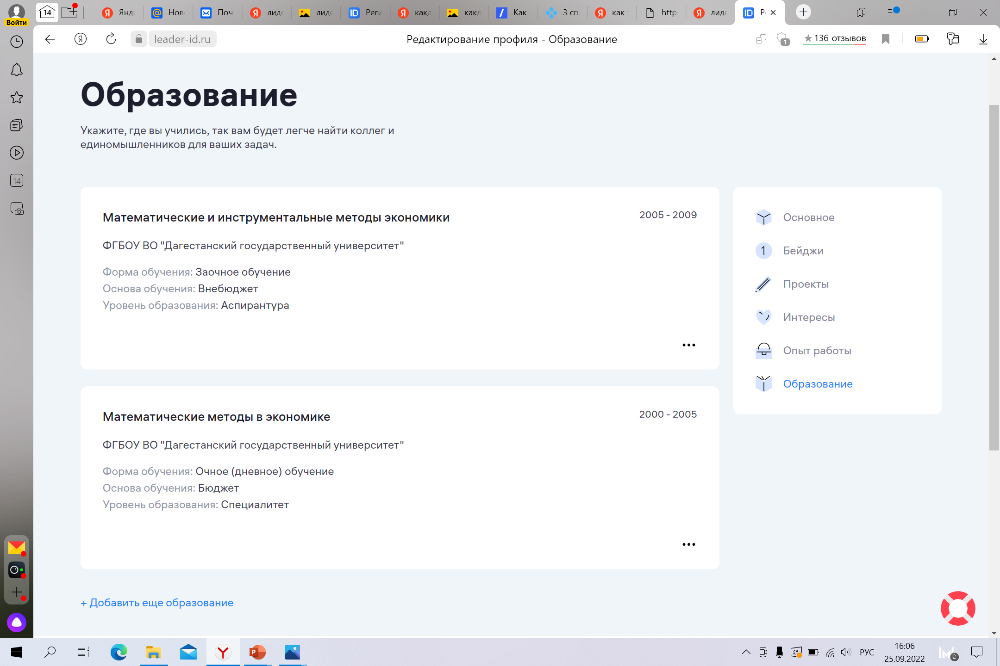 Войти
14
Янде
Нов
Поч
лиде
лиде
Реги
какд
какд
Как
3 сп
как
http
лиде
Р
leader-id.ru
Редактирование профиля - Образование
1
★ 136 отзывов
14
Образование
Укажите, где вы учились, так вам будет легче найти коллег и
единомышленников для ваших задач.
Математические и инструментальные методы экономики
2005 - 2009
ФГБОУ ВО "Дагестанский государственный университет"
Форма обучения: Заочное обучение
Основа обучения: Внебюджет
Уровень образования: Аспирантура
Математические методы в экономике
2000 - 2005
ФГБОУ ВО "Дагестанский государственный университет"
Форма обучения: Очное (дневное) обучение
Основа обучения: Бюджет
Уровень образования: Специалитет
+ Добавить еще образование
Основное
1 Бейджи
Проекты
Интересы
Опыт работы
Образование
РУС
16:06
25.09.2022
2